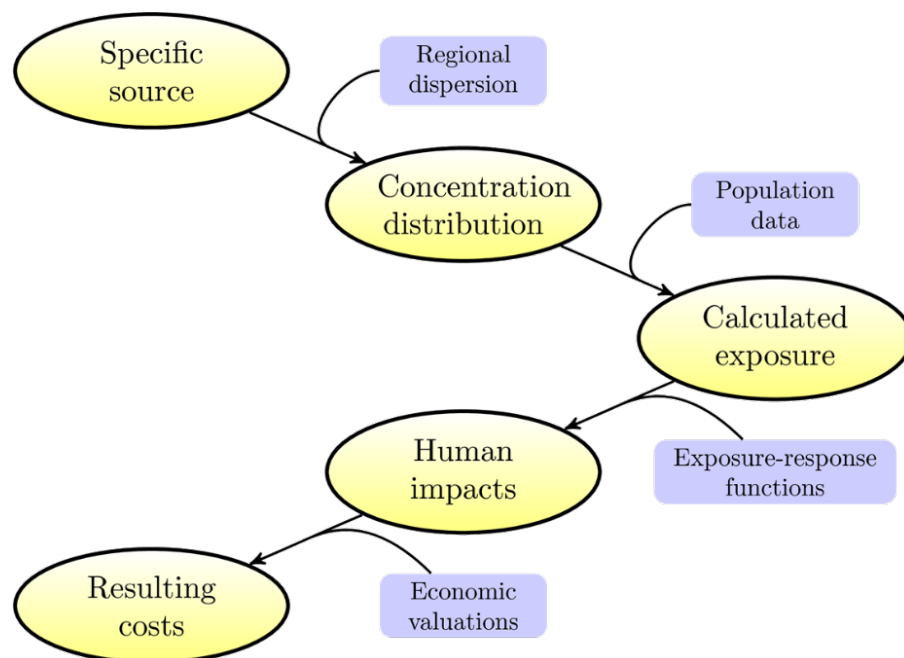 Specific
source
Regional
dispersion
Concentration
distribution
Population
data
Calculated
exposure
Human
impacts
Exposure-response
functions
Resulting
costs
Economic
valuations